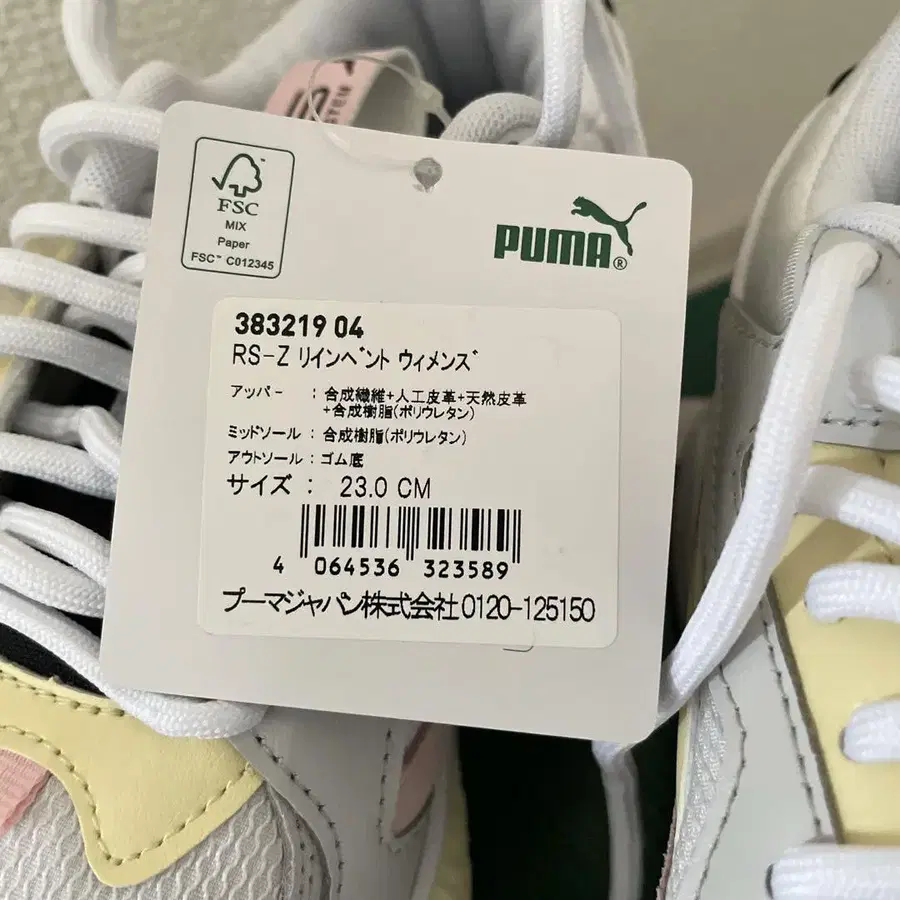 FSC
MIX
Paper
FSC™ C012345
PUMA®
383219 04
RS-Z リインベント ウィメンズ
アッパー : 合成繊維+人工皮革+天然皮革
+合成樹脂(ポリウレタン)
ミッドソール : 合成樹脂(ポリウレタン)
アウトソール : ゴム底
サイズ : 23.0 CM
4 064536 323589
プーマジャパン株式会社0120-125150